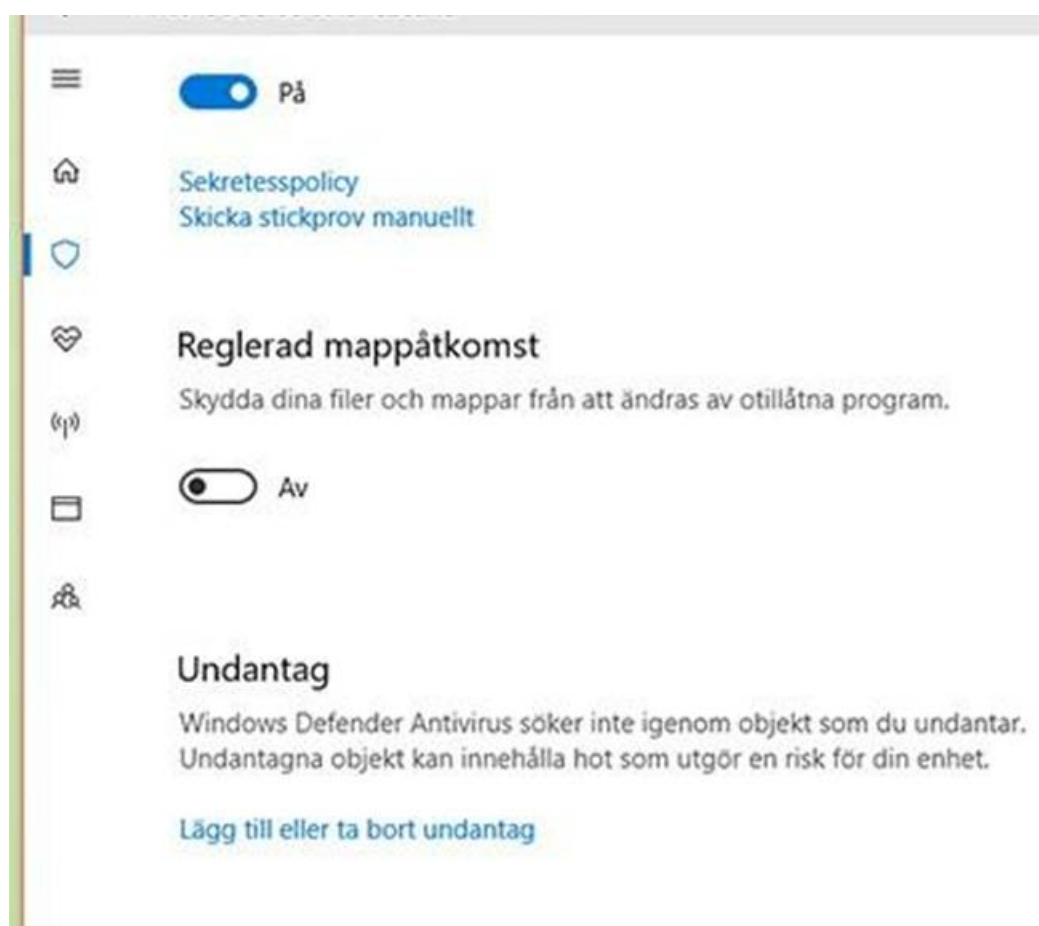 På
Sekretesspolicy
Skicka stickprov manuellt
Reglerad mappåtkomst
Skydda dina filer och mappar från att ändras av otillåtna program.
Av
Undantag
Windows Defender Antivirus söker inte igenom objekt som du undantar.
Undantagna objekt kan innehålla hot som utgör en risk för din enhet.
Lägg till eller ta bort undantag